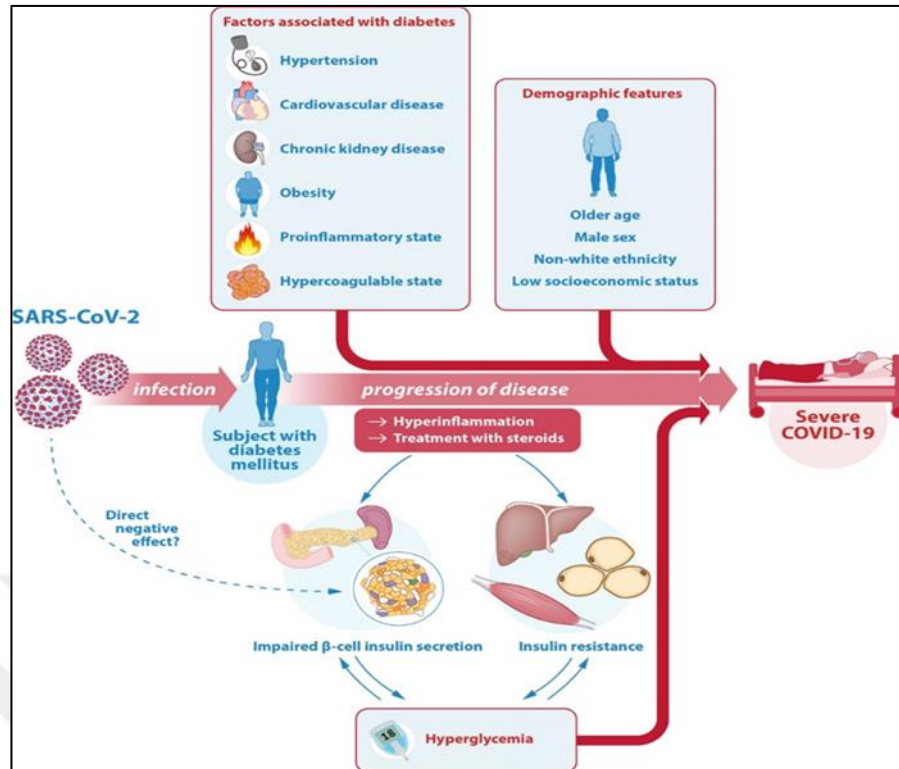 Factors associated with diabetes
Hypertension
Cardiovascular disease
Chronic kidney disease
Obesity
Proinflammatory state
Hypercoagulable state
Demographic features
Older age
Male sex
Non-white ethnicity
Low socioeconomic status
SARS-CoV-2
infection
progression of disease
Subject with
diabetes
mellitus
→ Hyperinflammation
→ Treatment with steroids
Severe
COVID-19
Direct
negative
effect?
Impaired β-cell insulin secretion
Insulin resistance
18
Hyperglycemia